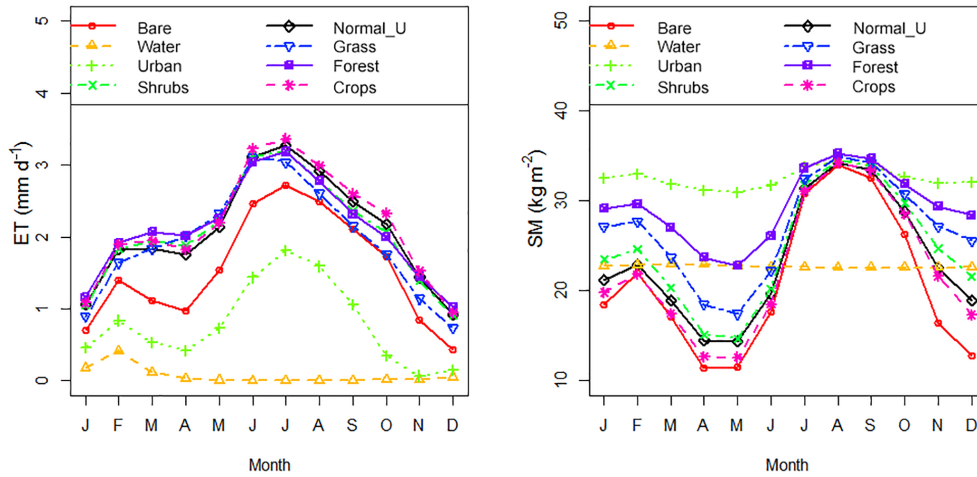 Bare Normal_U
Water Grass
Urban Forest
Shrubs Crops
ET (mm d⁻¹)
5
4
3
2
1
0
J F M A M J J A S O N D
Month
Bare Normal_U
Water Grass
Urban Forest
Shrubs Crops
SM (kgm⁻²)
50
40
30
20
10
J F M A M J J A S O N D
Month